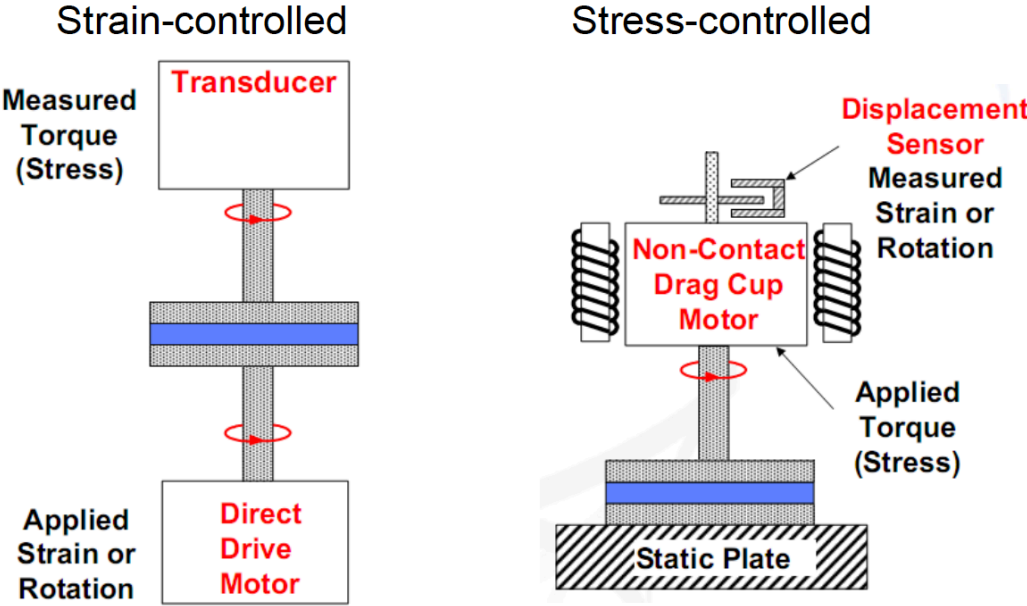 Strain-controlled
Transducer
Measured
Torque
(Stress)
Applied
Strain or
Rotation
Direct
Drive
Motor
Stress-controlled
Displacement
Sensor
Measured
Strain or
Rotation
Non-Contact
Drag Cup
Motor
Applied
Torque
(Stress)
Static Plate